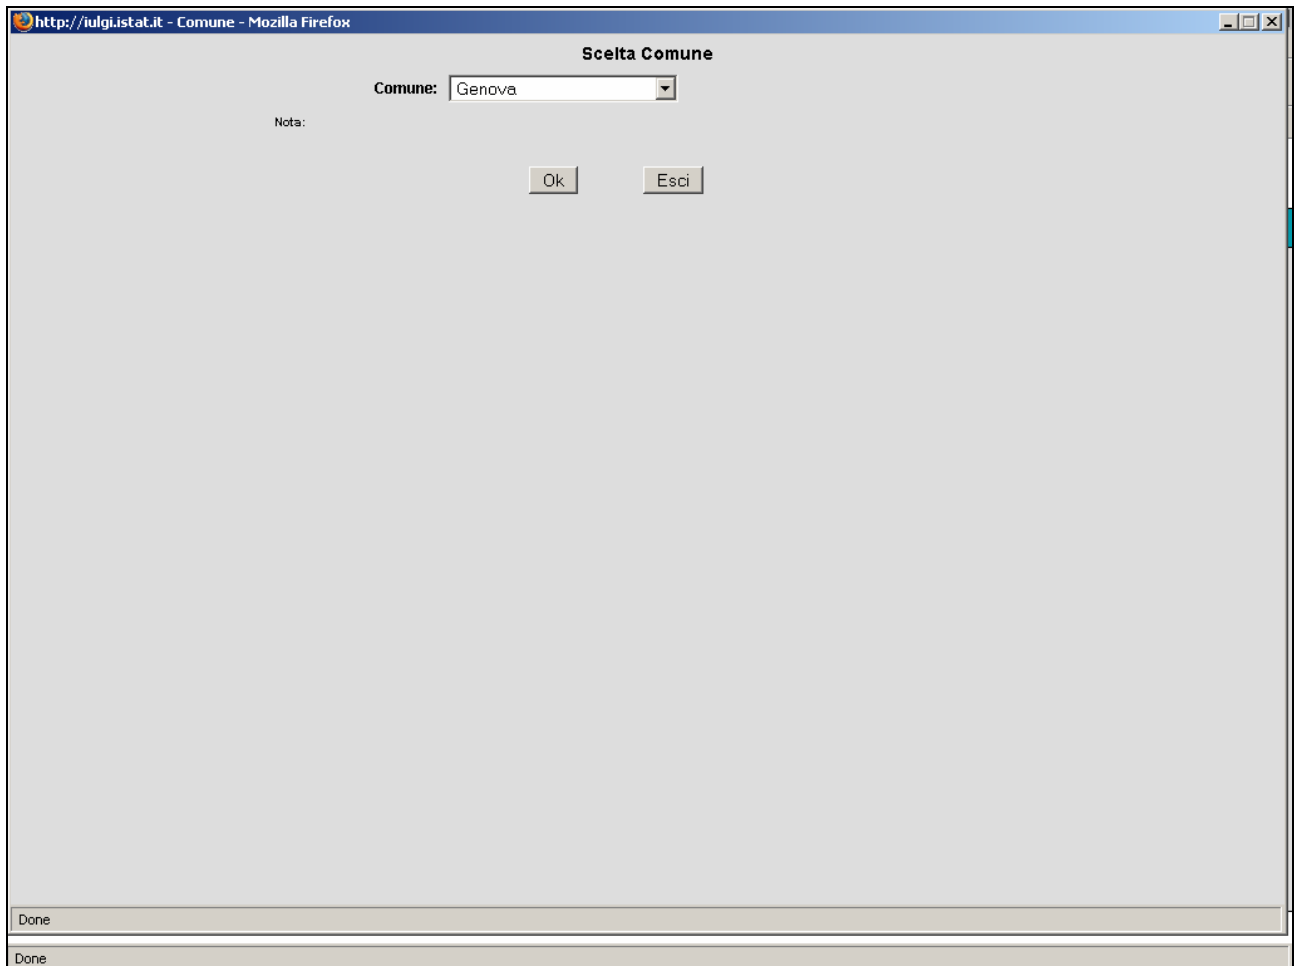 http://iulgi.istat.it - Comune - Mozilla Firefox
Scelta Comune
Comune: Genova
Nota:
Ok Esci
Done
Done